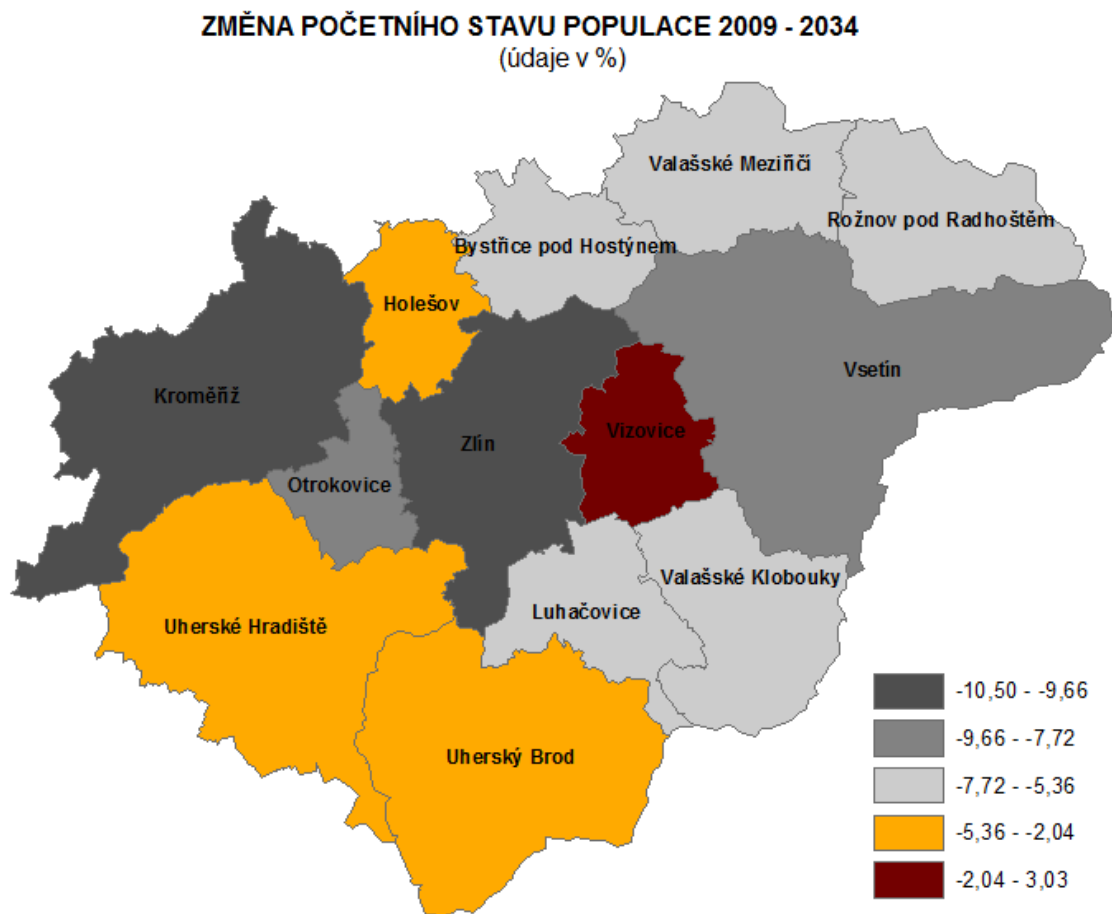 ZMĚNA POČETNÍHO STAVU POPULACE 2009 - 2034
(údaje v %)
Valašské Meziříčí
Rožnov pod Radhoštěm
Bystřice pod Hostýnem
Holešov
Vsetín
Kroměříž
Vizovice
Zlín
Otrokovice
Valašské Klobouky
Luhačovice
Uherské Hradiště
Uherský Brod
-10,50 - -9,66
-9,66 - -7,72
-7,72 - -5,36
-5,36 - -2,04
-2,04 - 3,03